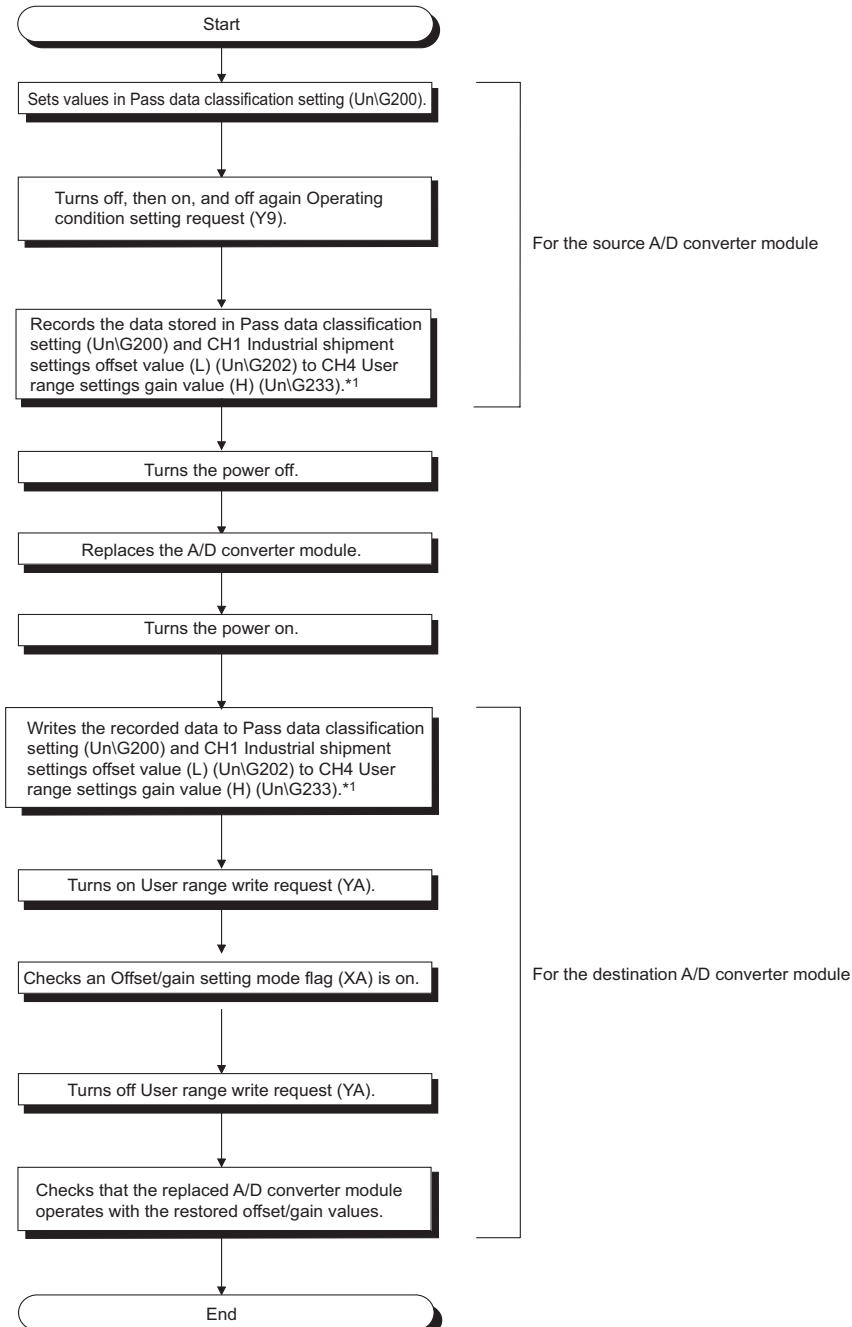 Start
Sets values in Pass data classification setting (Un\G200).
Turns off, then on, and off again Operating
condition setting request (Y9).
For the source A/D converter module
Records the data stored in Pass data classification
setting (Un\G200) and CH1 Industrial shipment
settings offset value (L) (Un\G202) to CH4 User
range settings gain value (H) (Un\G233).*1
Turns the power off.
Replaces the A/D converter module.
Turns the power on.
Writes the recorded data to Pass data classification
setting (Un\G200) and CH1 Industrial shipment
settings offset value (L) (Un\G202) to CH4 User
range settings gain value (H) (Un\G233).*1
Turns on User range write request (YA).
Checks an Offset/gain setting mode flag (XA) is on.
For the destination A/D converter module
Turns off User range write request (YA).
Checks that the replaced A/D converter module
operates with the restored offset/gain values.
End